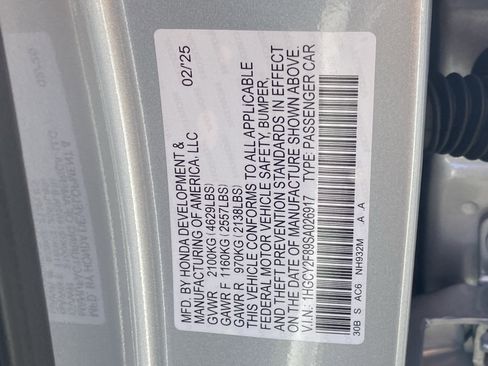 MFD. BY HONDA DEVELOPMENT & 02/'25
MANUFACTURING OF AMERICA, LLC
GVWR 2100KG(4629LBS)
GAWR F 1160KG(2557LBS)
GAWR R 970KG(2138LBS)
THIS VEHICLE CONFORMS TO ALL APPLICABLE
FEDERAL MOTOR VEHICLE SAFETY, BUMPER,
AND THEFT PREVENTION STANDARDS IN EFFECT
ON THE DATE OF MANUFACTURE SHOWN ABOVE.
V.I.N.: 1HGCY2F89SA026917 TYPE: PASSENGER CAR
30B S AC6 NH932M A A